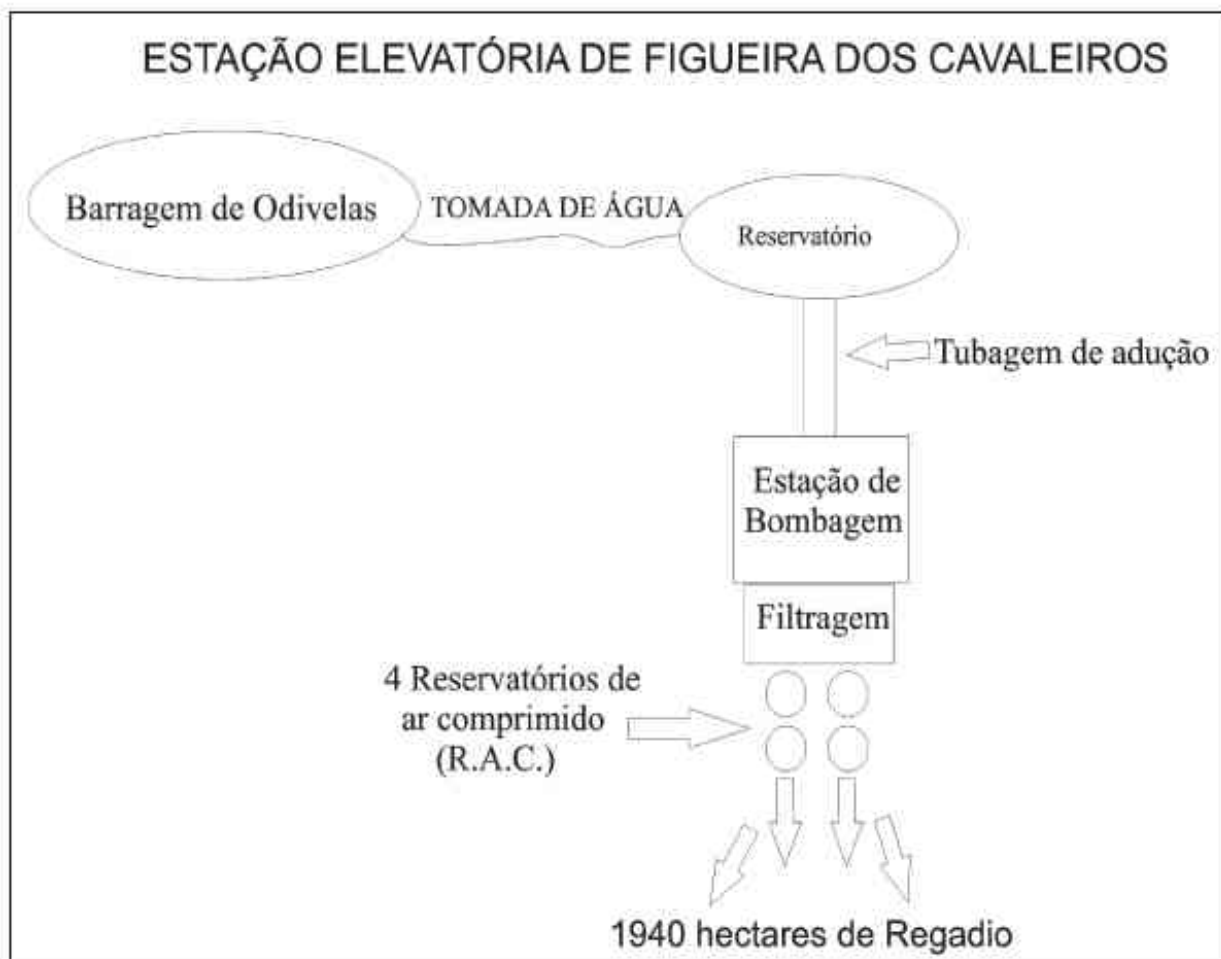 ESTAÇÃO ELEVATÓRIA DE FIGUEIRA DOS CAVALEIROS
Barragem de Odivelas
TOMADA DE ÁGUA
Reservatório
Tubagem de adução
Estação de
Bombagem
Filtragem
4 Reservatórios de
ar comprimido
(R.A.C.)
1940 hectares de Regadio